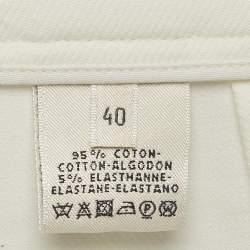 40
95% COTON-
COTTON-ALGODON
5% ELASTHANNE-
ELASTANE-ELASTANO